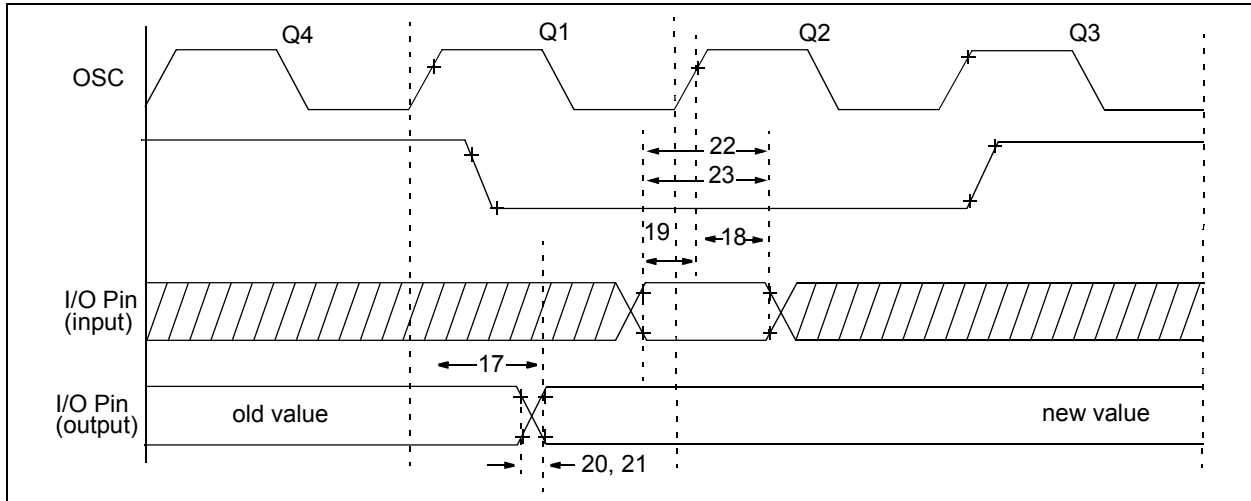 Q4
Q1
Q2
Q3
OSC
22
23
19
18
I/O Pin
(input)
17
I/O Pin
(output)
old value
new value
20, 21